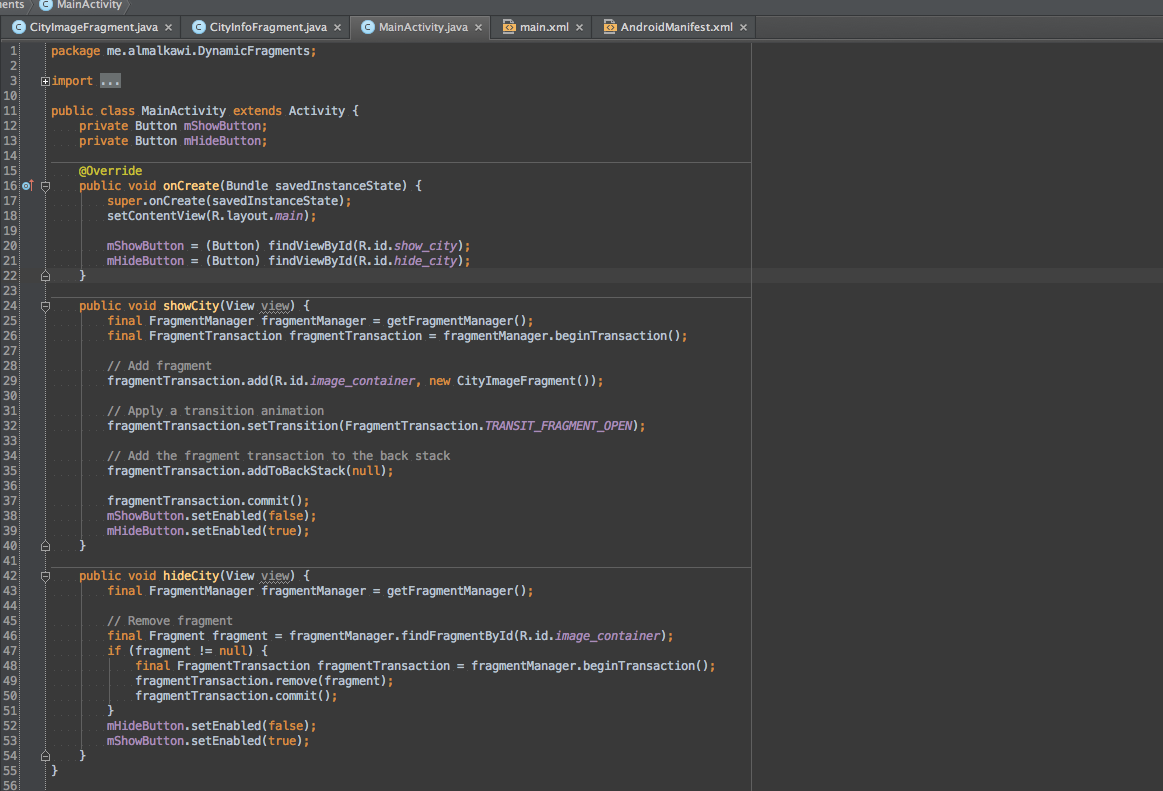 ments MainActivity
CityImageFragment.java × CityInfoFragment.java × MainActivity.java × main.xml × AndroidManifest.xml ×
1 package me.almalkawi.DynamicFragments;
2
3 import ...
10
11 public class MainActivity extends Activity {
12     private Button mShowButton;
13     private Button mHideButton;
14
15     @Override
16     public void onCreate(Bundle savedInstanceState) {
17         super.onCreate(savedInstanceState);
18         setContentView(R.layout.main);
19
20         mShowButton = (Button) findViewById(R.id.show_city);
21         mHideButton = (Button) findViewById(R.id.hide_city);
22     }
23
24     public void showCity(View view) {
25         final FragmentManager fragmentManager = getFragmentManager();
26         final FragmentTransaction fragmentTransaction = fragmentManager.beginTransaction();
27
28         // Add fragment
29         fragmentTransaction.add(R.id.image_container, new CityImageFragment());
30
31         // Apply a transition animation
32         fragmentTransaction.setTransition(FragmentTransaction.TRANSIT_FRAGMENT_OPEN);
33
34         // Add the fragment transaction to the back stack
35         fragmentTransaction.addToBackStack(null);
36
37         fragmentTransaction.commit();
38         mShowButton.setEnabled(false);
39         mHideButton.setEnabled(true);
40     }
41
42     public void hideCity(View view) {
43         final FragmentManager fragmentManager = getFragmentManager();
44
45         // Remove fragment
46         final Fragment fragment = fragmentManager.findFragmentById(R.id.image_container);
47         if (fragment != null) {
48             final FragmentTransaction fragmentTransaction = fragmentManager.beginTransaction();
49             fragmentTransaction.remove(fragment);
50             fragmentTransaction.commit();
51         }
52         mHideButton.setEnabled(false);
53         mShowButton.setEnabled(true);
54     }
55 }
56